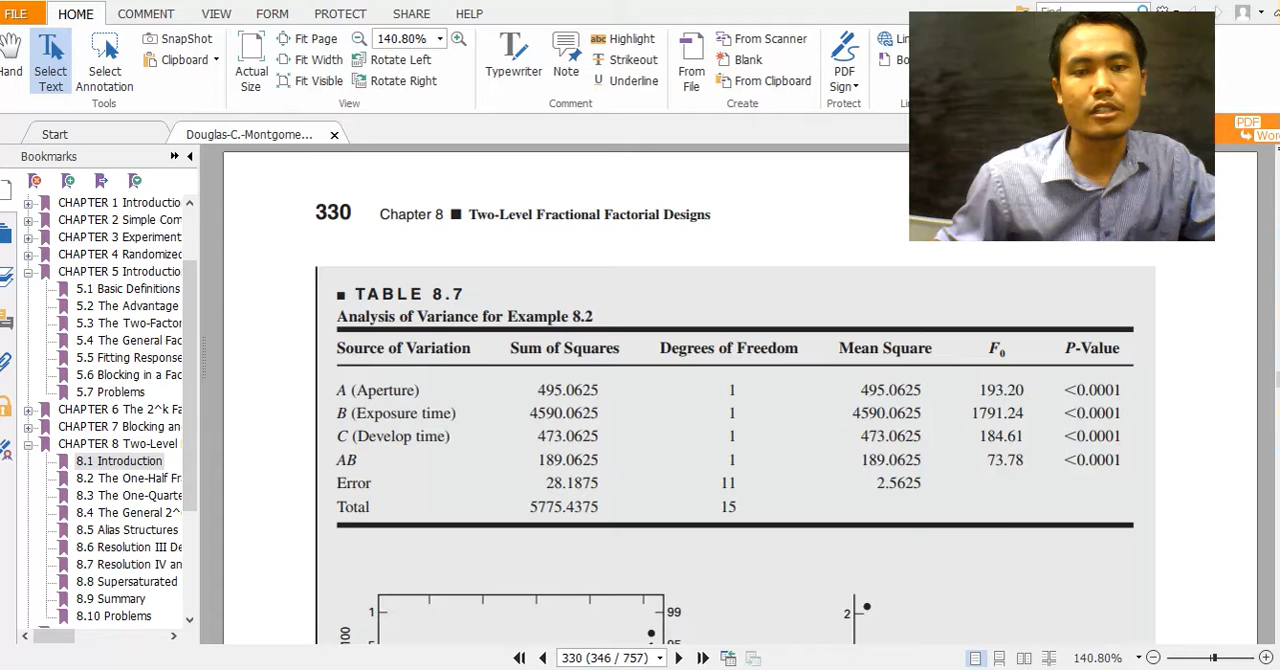 FILE HOME COMMENT VIEW FORM PROTECT SHARE HELP Find
Hand
Select Text
Select Annotation
SnapShot
Clipboard
Tools
Actual Size
Fit Page
Fit Width
Fit Visible
140.80%
Rotate Left
Rotate Right
View
Typewriter
Note
Highlight
Strikeout
Underline
Comment
From File
From Scanner
Blank
From Clipboard
Create
PDF Sign
Protect
Start
Douglas-C.-Montgome...
PDF
Bookmarks
CHAPTER 1 Introductio
CHAPTER 2 Simple Com
CHAPTER 3 Experiment
CHAPTER 4 Randomized
CHAPTER 5 Introductio
5.1 Basic Definitions
5.2 The Advantage
5.3 The Two-Factor
5.4 The General Fac
5.5 Fitting Response
5.6 Blocking in a Fac
5.7 Problems
CHAPTER 6 The 2^k Fa
CHAPTER 7 Blocking an
CHAPTER 8 Two-Level
8.1 Introduction
8.2 The One-Half Fr
8.3 The One-Quarte
8.4 The General 2^
8.5 Alias Structures
8.6 Resolution III De
8.7 Resolution IV an
8.8 Supersaturated
8.9 Summary
8.10 Problems
330 Chapter 8 ■ Two-Level Fractional Factorial Designs
■ TABLE 8.7
Analysis of Variance for Example 8.2
Source of Variation Sum of Squares Degrees of Freedom Mean Square F0 P-Value
A (Aperture) 495.0625 1 495.0625 193.20 <0.0001
B (Exposure time) 4590.0625 1 4590.0625 1791.24 <0.0001
C (Develop time) 473.0625 1 473.0625 184.61 <0.0001
AB 189.0625 1 189.0625 73.78 <0.0001
Error 28.1875 11 2.5625
Total 5775.4375 15
1 99 2
100
330 (346 / 757) 140.80%